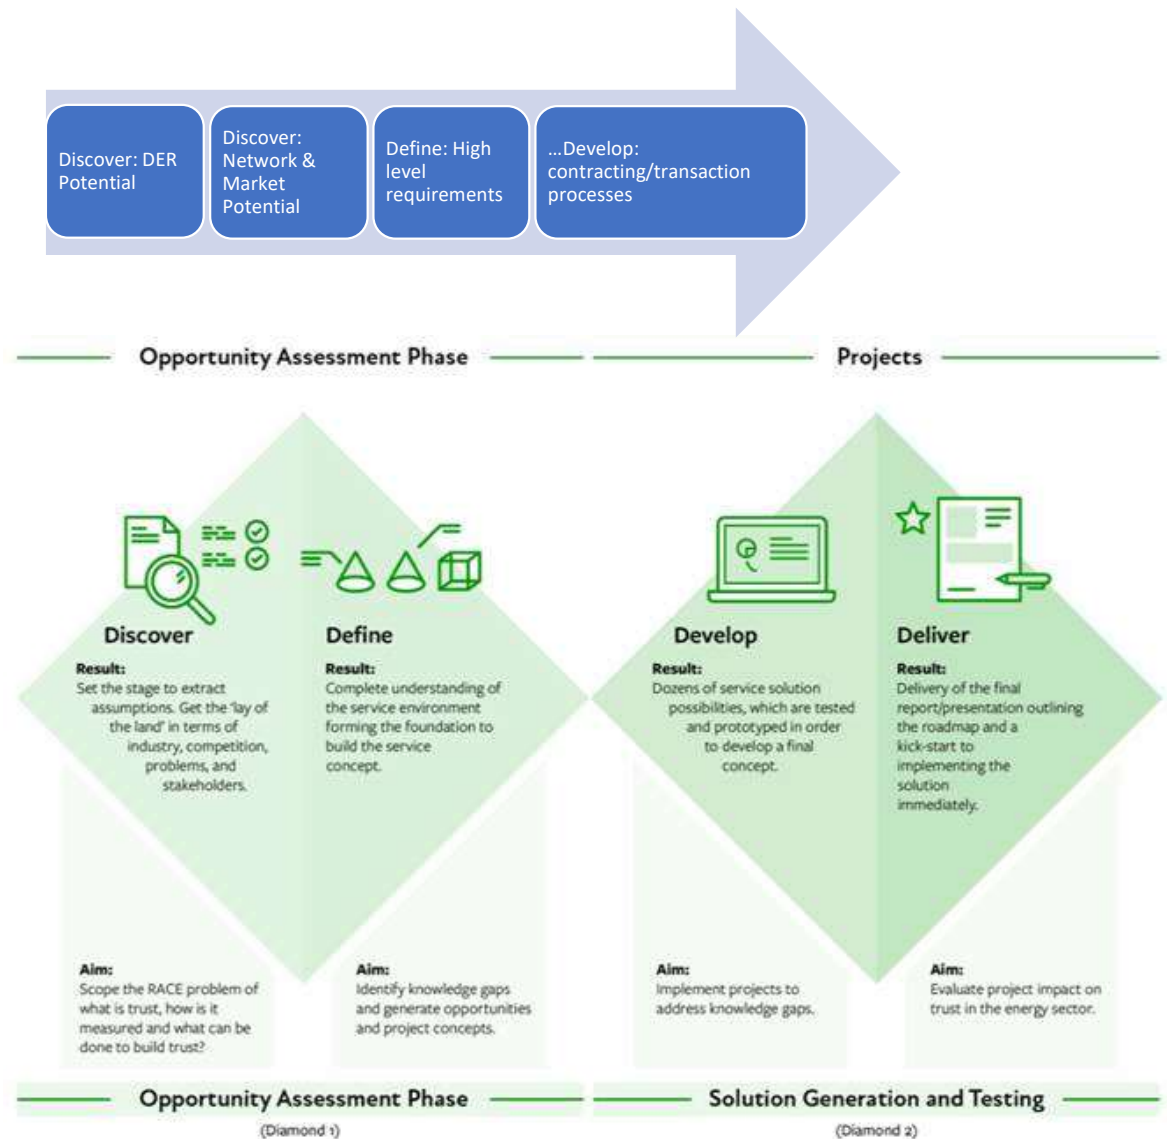 Discover: DER
Potential
Discover:
Network &
Market
Potential
Define: High
level
requirements
...Develop:
contracting/transaction
processes
Opportunity Assessment Phase
Projects
Discover
Result:
Set the stage to extract
assumptions. Get the 'lay of
the land' in terms of
industry, competition,
problems, and
stakeholders.
Define
Result:
Complete understanding of
the service environment
forming the foundation to
build the service
concept.
Develop
Result:
Dozens of service solution
possibilities, which are tested
and prototyped in order
to develop a final
concept.
Deliver
Result:
Delivery of the final
report/presentation outlining
the roadmap and a
kick-start to
implementing the
solution
immediately.
Aim:
Scope the RACE problem of
what is trust, how is it
measured and what can be
done to build trust?
Aim:
Identify knowledge gaps
and generate opportunities
and project concepts.
Aim:
Implement projects to
address knowledge gaps.
Aim:
Evaluate project impact on
trust in the energy sector.
Opportunity Assessment Phase
(Diamond 1)
Solution Generation and Testing
(Diamond 2)